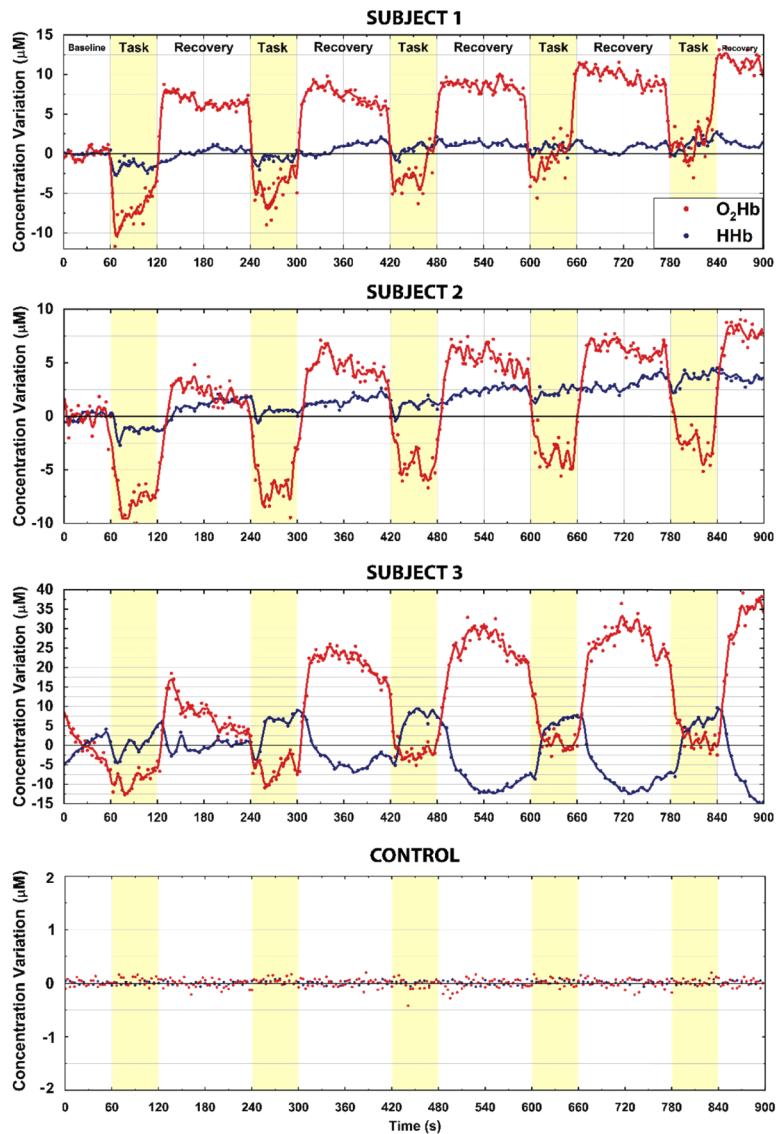 SUBJECT 1
Baseline Task Recovery Task Recovery Task Recovery Task Recovery Task Recovery
15
10
5
0
-5
-10
Concentration Variation (μM)
O₂Hb
HHb
0 60 120 180 240 300 360 420 480 540 600 660 720 780 840 900
SUBJECT 2
10
5
0
-5
-10
Concentration Variation (μM)
0 60 120 180 240 300 360 420 480 540 600 660 720 780 840 900
SUBJECT 3
40
35
30
25
20
15
10
5
0
-5
-10
-15
Concentration Variation (μM)
0 60 120 180 240 300 360 420 480 540 600 660 720 780 840 900
CONTROL
2
1
0
-1
-2
Concentration Variation (μM)
0 60 120 180 240 300 360 420 480 540 600 660 720 780 840 900
Time (s)